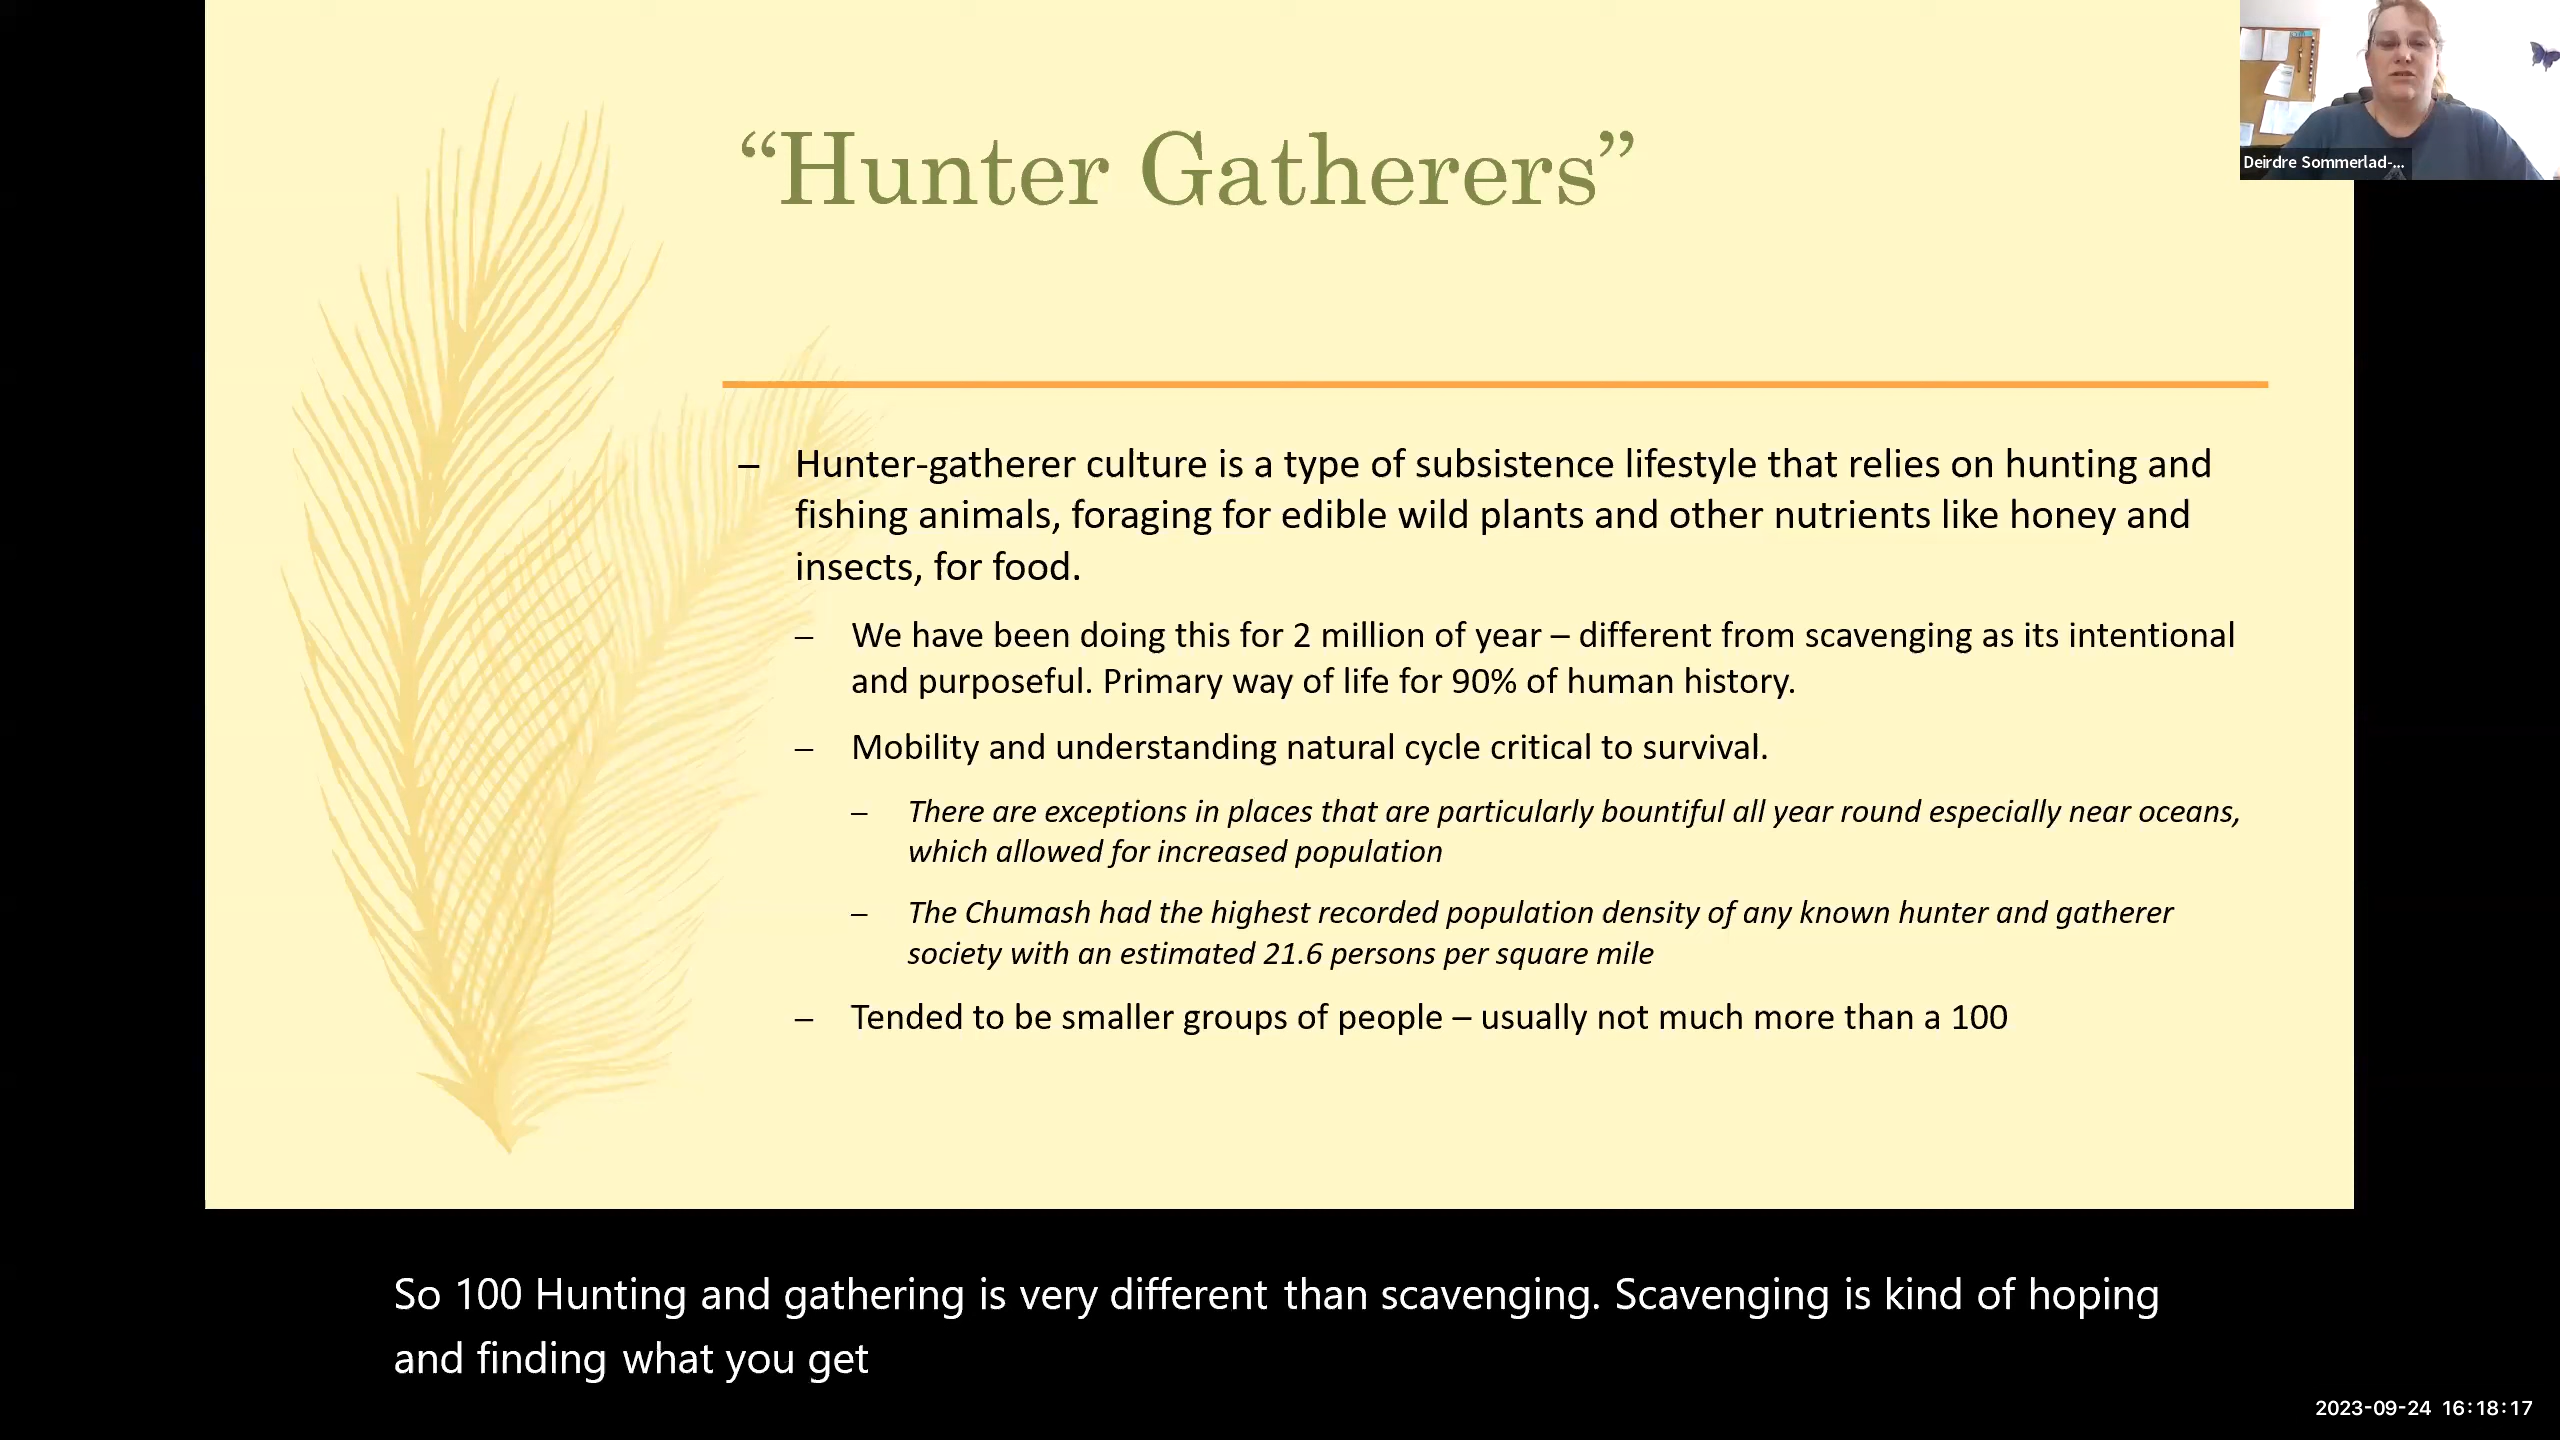 “Hunter Gatherers”
Deirdre Sommerlad-...
– Hunter-gatherer culture is a type of subsistence lifestyle that relies on hunting and
fishing animals, foraging for edible wild plants and other nutrients like honey and
insects, for food.
– We have been doing this for 2 million of year – different from scavenging as its intentional
and purposeful. Primary way of life for 90% of human history.
– Mobility and understanding natural cycle critical to survival.
– There are exceptions in places that are particularly bountiful all year round especially near oceans,
which allowed for increased population
– The Chumash had the highest recorded population density of any known hunter and gatherer
society with an estimated 21.6 persons per square mile
– Tended to be smaller groups of people – usually not much more than a 100
So 100 Hunting and gathering is very different than scavenging. Scavenging is kind of hoping
and finding what you get
2023-09-24 16:18:17